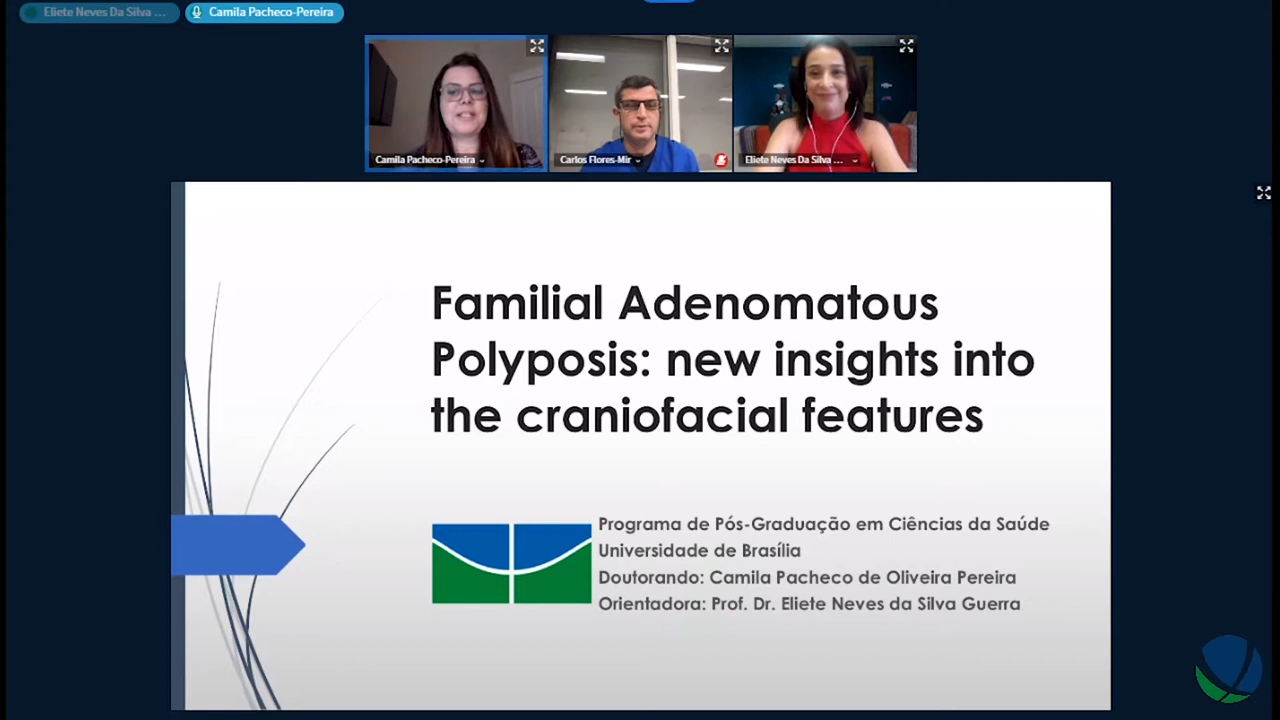 Eliete Neves Da Silva ...
Camila Pacheco-Pereira
Camila Pacheco-Pereira
Carlos Flores-Mir
Eliete Neves Da Silva ...
Familial Adenomatous
Polyposis: new insights into
the craniofacial features
Programa de Pós-Graduação em Ciências da Saúde
Universidade de Brasília
Doutorando: Camila Pacheco de Oliveira Pereira
Orientadora: Prof. Dr. Eliete Neves da Silva Guerra